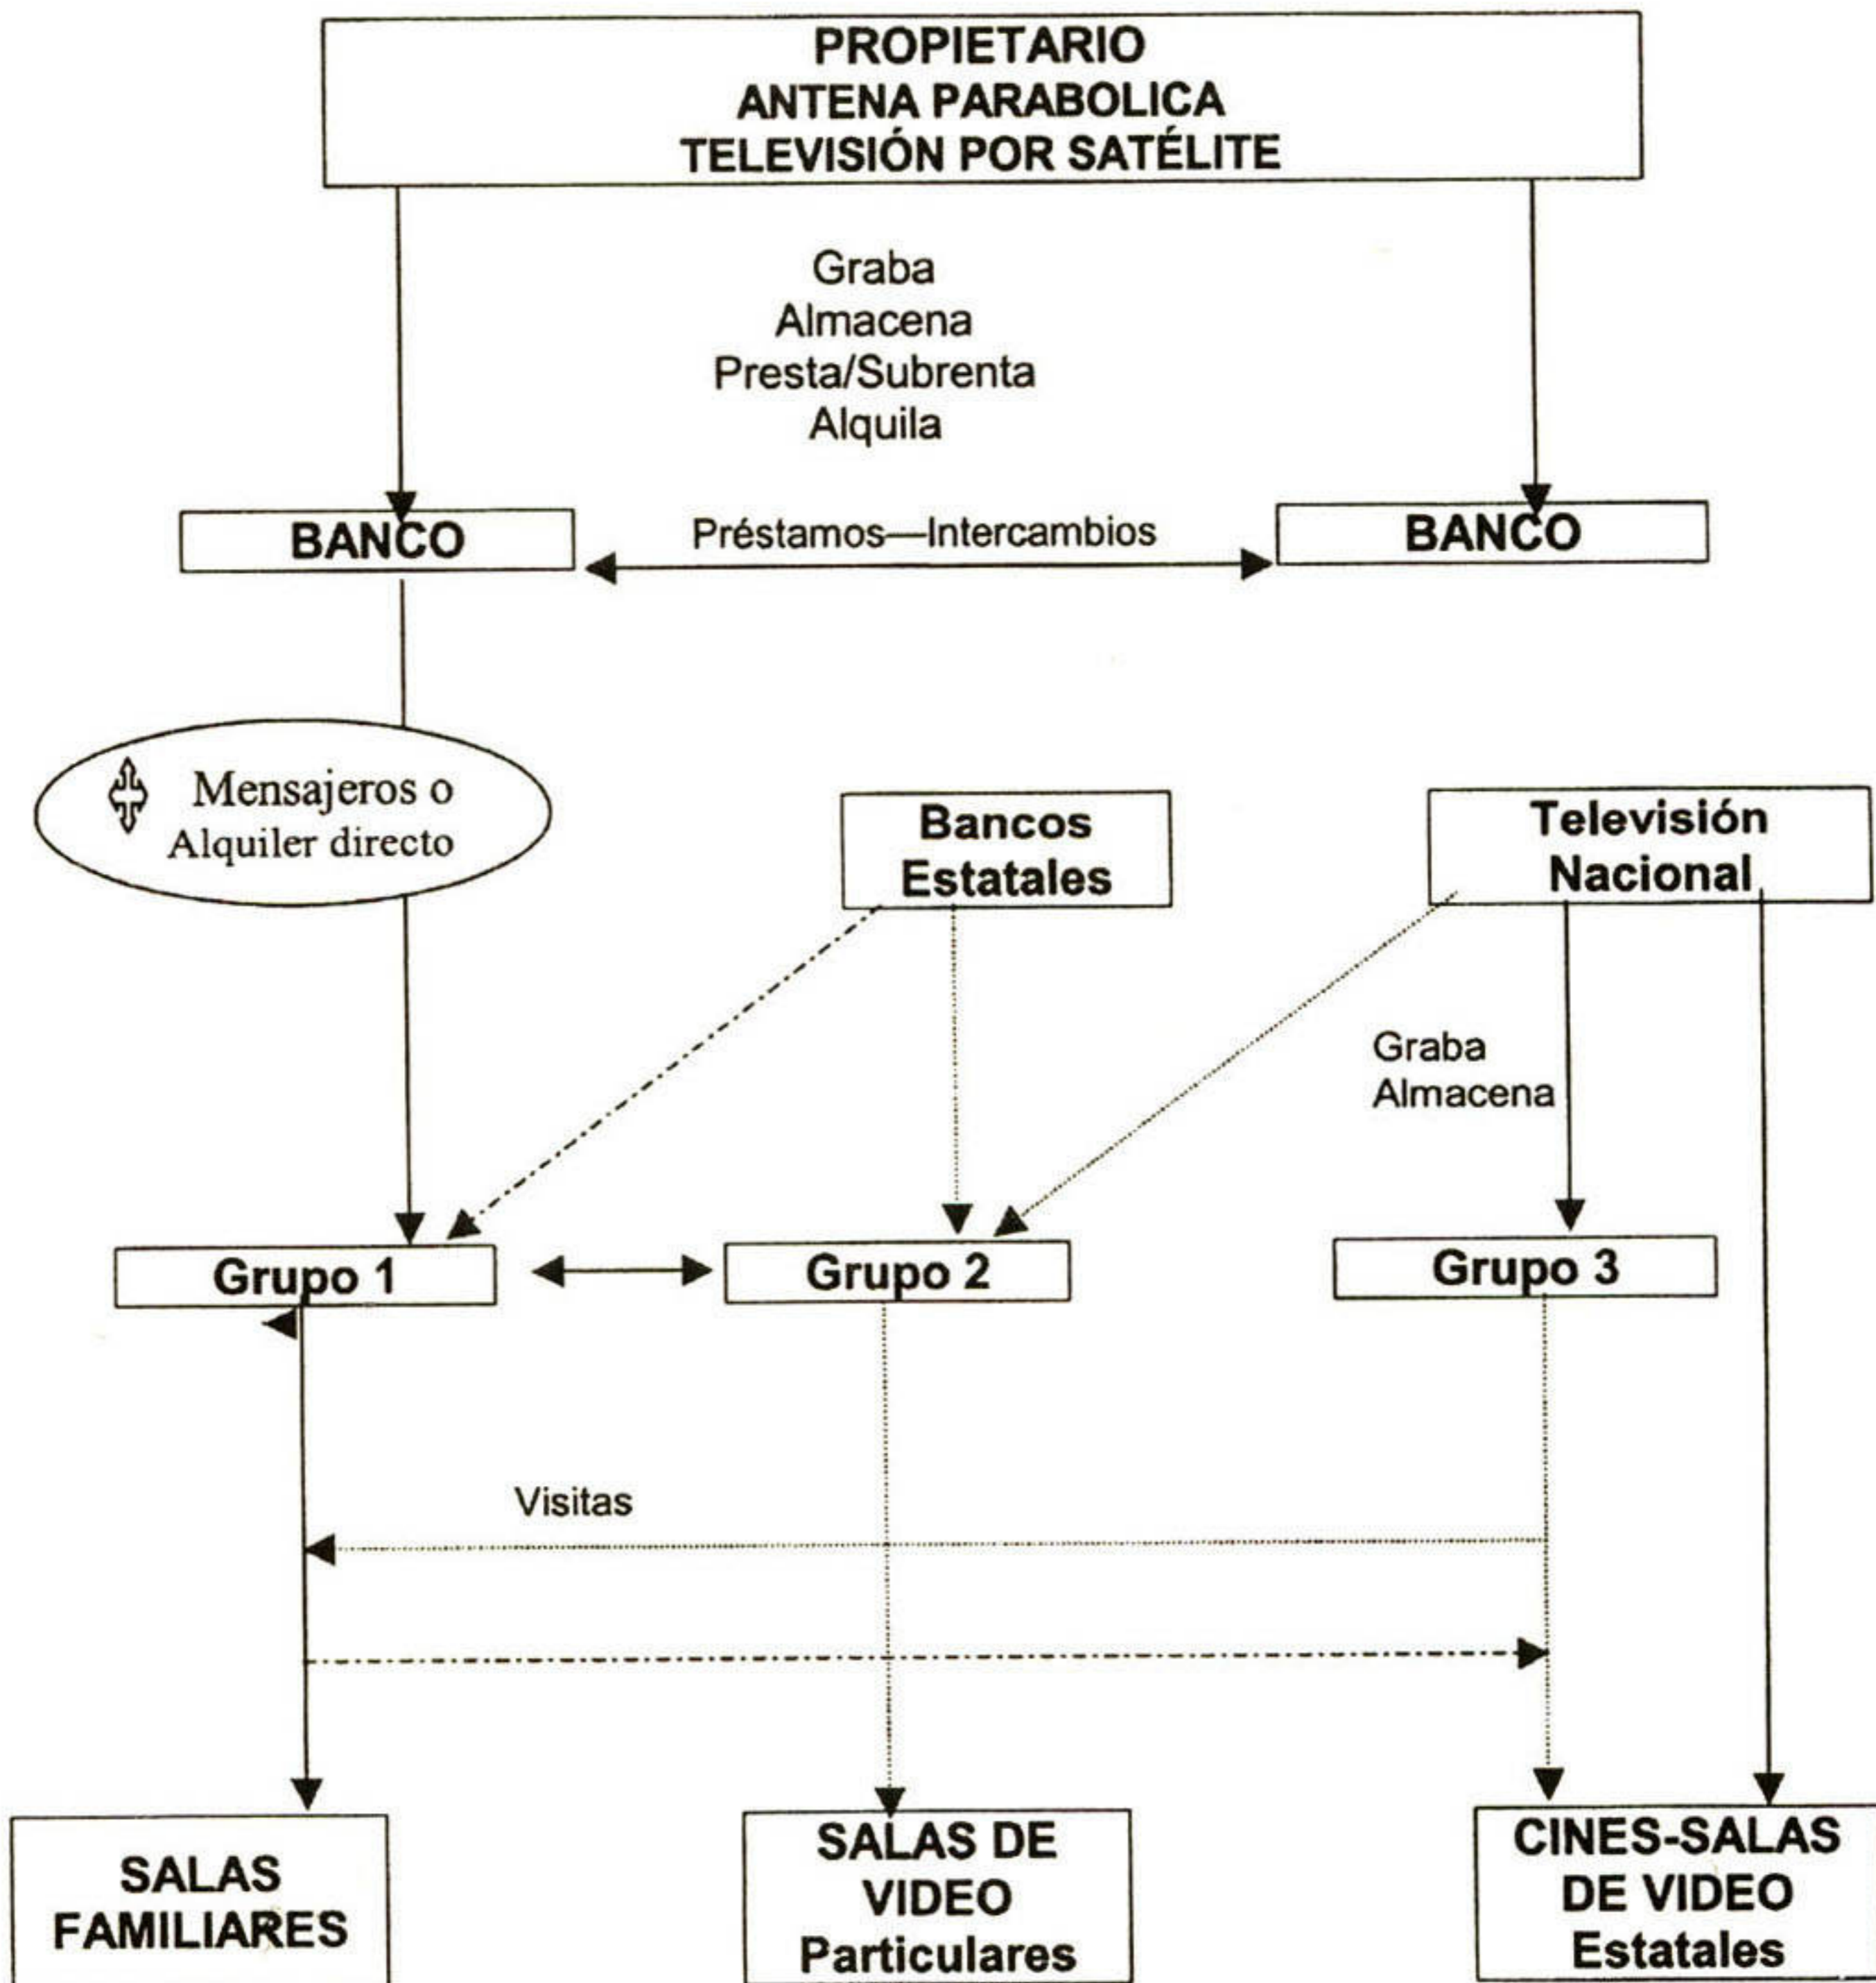 PROPIETARIO
ANTENA PARABOLICA
TELEVISIÓN POR SATÉLITE
Graba
Almacena
Presta/Subrenta
Alquila
BANCO
Préstamos—Intercambios
BANCO
Mensajeros o
Alquiler directo
Bancos
Estatales
Televisión
Nacional
Graba
Almacena
Grupo 1
Grupo 2
Grupo 3
Visitas
SALAS
FAMILIARES
SALAS DE
VIDEO
Particulares
CINES-SALAS
DE VIDEO
Estatales